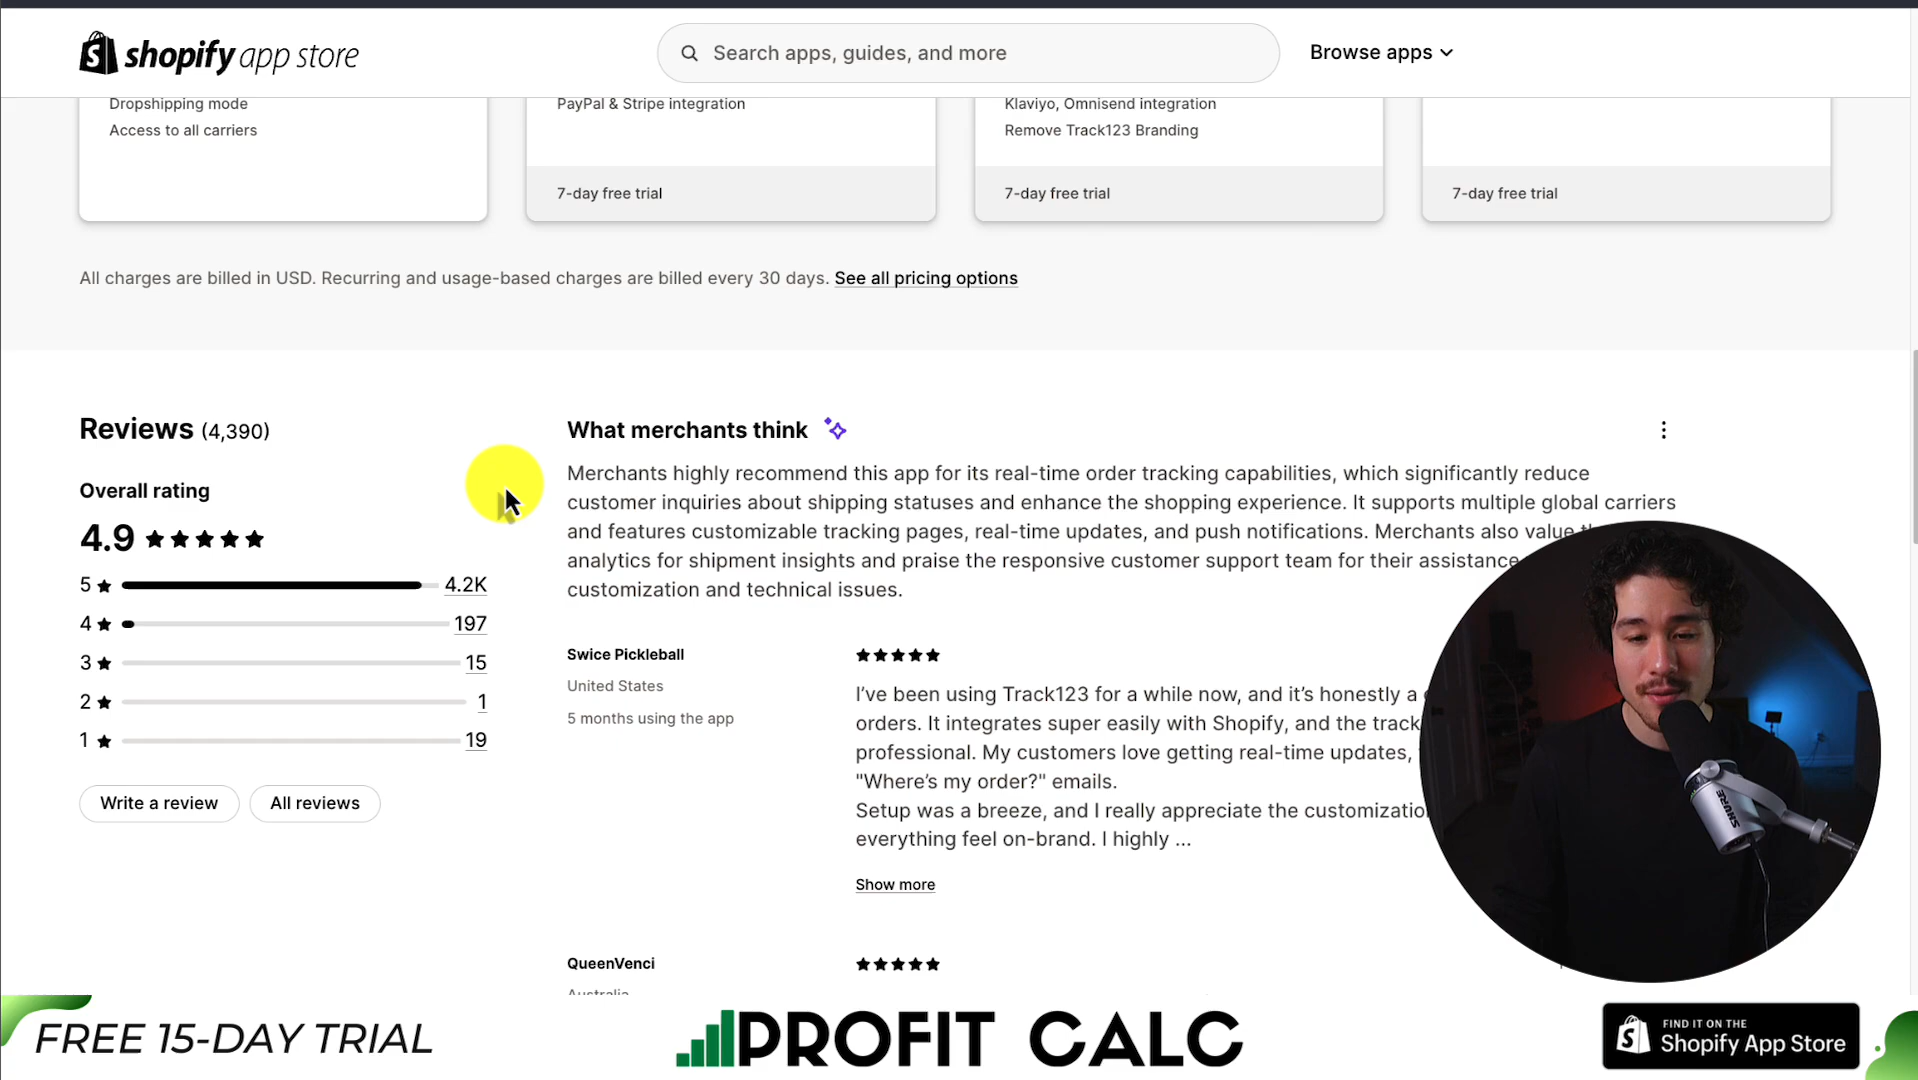 shopify app store
Search apps, guides, and more
Browse apps
Dropshipping mode
Access to all carriers
PayPal & Stripe integration
7-day free trial
Klaviyo, Omnisend integration
Remove Track123 Branding
7-day free trial
7-day free trial
All charges are billed in USD. Recurring and usage-based charges are billed every 30 days. See all pricing options
Reviews (4,390)
Overall rating
4.9
5 4.2K
4 197
3 15
2 1
1 19
Write a review
All reviews
What merchants think
Merchants highly recommend this app for its real-time order tracking capabilities, which significantly reduce
customer inquiries about shipping statuses and enhance the shopping experience. It supports multiple global carriers
and features customizable tracking pages, real-time updates, and push notifications. Merchants also value
analytics for shipment insights and praise the responsive customer support team for their assistance
customization and technical issues.
Swice Pickleball
United States
5 months using the app
I've been using Track123 for a while now, and it's honestly a
orders. It integrates super easily with Shopify, and the track
professional. My customers love getting real-time updates,
"Where's my order?" emails.
Setup was a breeze, and I really appreciate the customizatio
everything feel on-brand. I highly ...
Show more
QueenVenci
Australia
SHURE
FREE 15-DAY TRIAL
PROFIT CALC
FIND IT ON THE
Shopify App Store